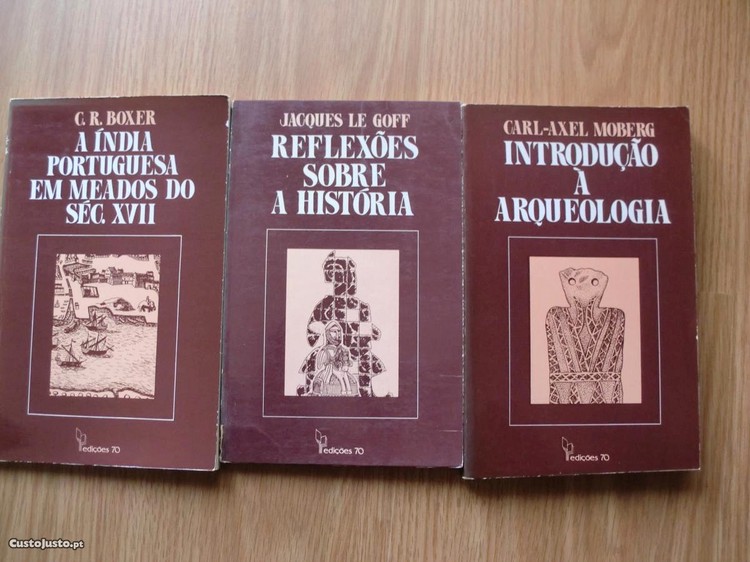 C. R. BOXER
A ÍNDIA
PORTUGUESA
EM MEADOS DO
SÉC. XVII
edições 70
JACQUES LE GOFF
REFLEXÕES
SOBRE
A HISTÓRIA
edições 70
CARL-AXEL MOBERG
INTRODUÇÃO
À
ARQUEOLOGIA
edições 70
CustoJusto.pt